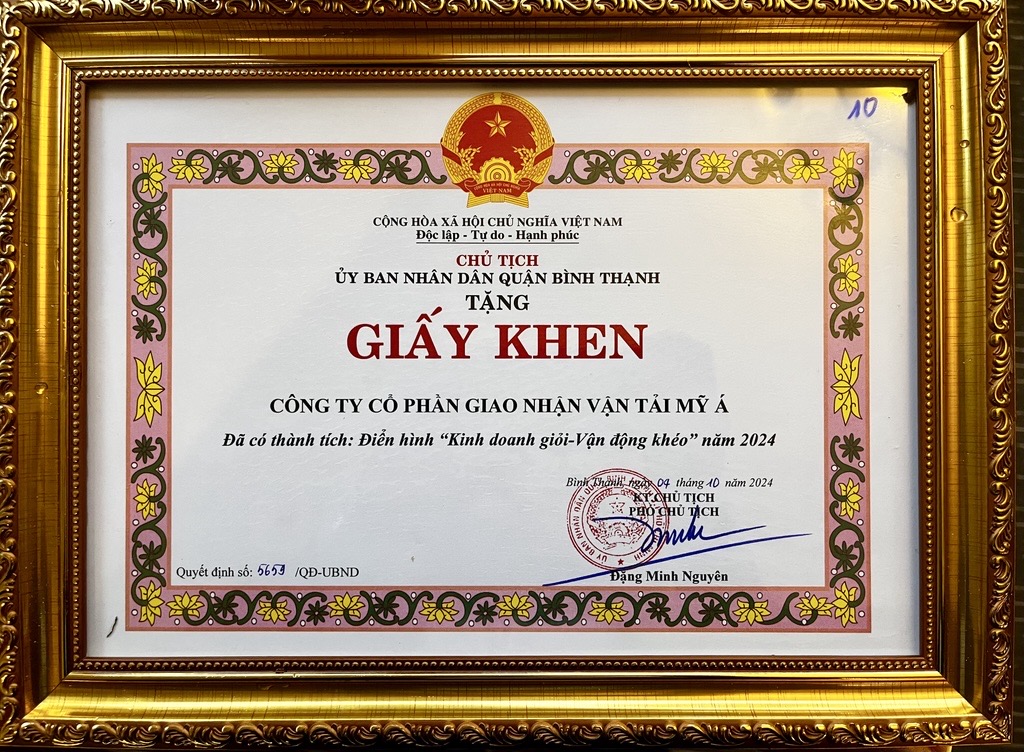 10
CỘNG HÒA XÃ HỘI CHỦ NGHĨA VIỆT NAM
Độc lập - Tự do - Hạnh phúc
CHỦ TỊCH
ỦY BAN NHÂN DÂN QUẬN BÌNH THẠNH
TẶNG
GIẤY KHEN
CÔNG TY CỔ PHẦN GIAO NHẬN VẬN TẢI MỸ Á
Đã có thành tích: Điển hình “Kinh doanh giỏi-Vận động khéo” năm 2024
Bình Thạnh, ngày 04 tháng 10 năm 2024
KT.CHỦ TỊCH
PHÓ CHỦ TỊCH
Đặng Minh Nguyên
Quyết định số: 5659 /QĐ-UBND